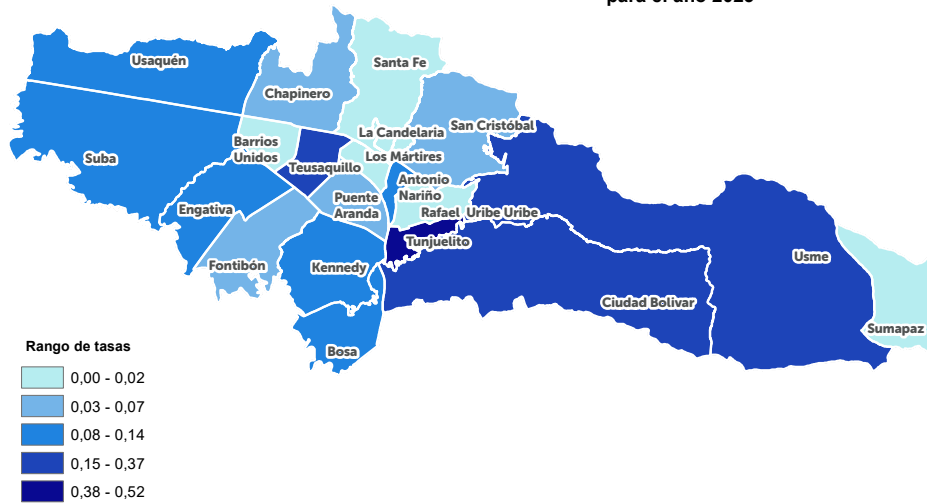 para el año 2023
Usaquén
Santa Fe
Chapinero
La Candelaria
San Cristóbal
Barrios
Unidos
Los Mártires
Suba
Teusaquillo
Antonio
Nariño
Puente
Aranda
Engativa
Rafael Uribe Uribe
Tunjuelito
Fontibón
Kennedy
Usme
Ciudad Bolivar
Sumapaz
Bosa
Rango de tasas
0,00 - 0,02
0,03 - 0,07
0,08 - 0,14
0,15 - 0,37
0,38 - 0,52